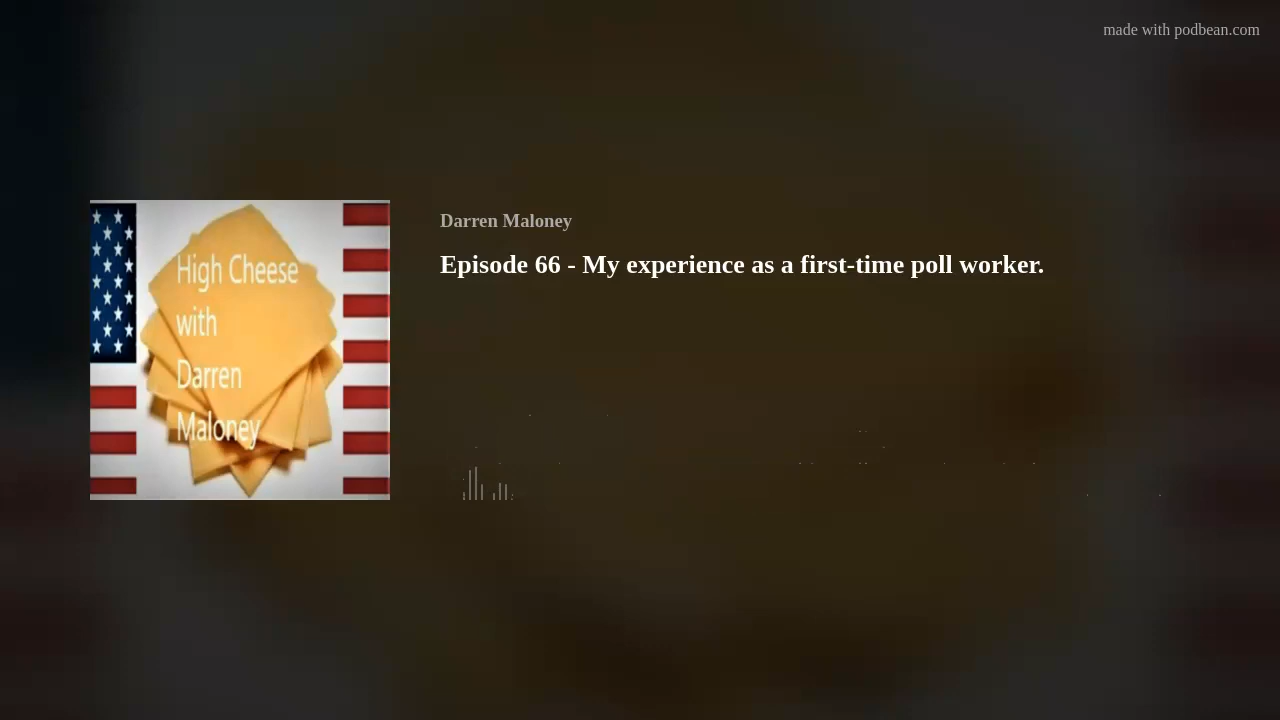 made with podbean.com
Darren Maloney
Episode 66 - My experience as a first-time poll worker.
High Cheese
with
Darren
Maloney